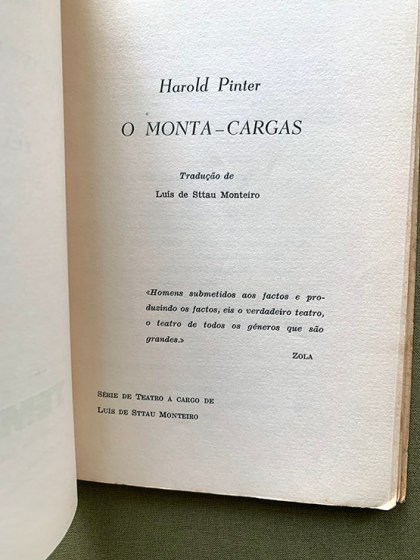 Harold Pinter
O MONTA-CARGAS
Tradução de
Luís de Sttau Monteiro
«Homens submetidos aos factos e pro-
duzindo os factos, eis o verdadeiro teatro,
o teatro de todos os géneros que são
grandes.»
ZOLA
SÉRIE DE TEATRO A CARGO DE
LUÍS DE STTAU MONTEIRO